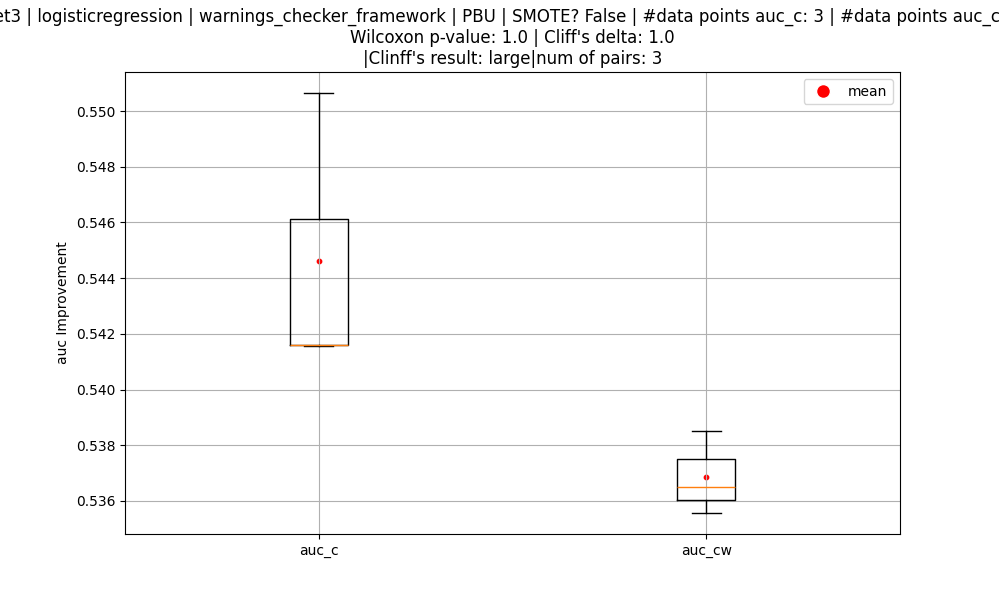 | logisticregression | warnings_checker_framework | PBU | SMOTE? False | #data points auc_c: 3 | #data points
Wilcoxon p-value: 1.0 | Cliff's delta: 1.0
|Clinff's result: large|num of pairs: 3
mean
0.550
0.548
0.546
0.544
0.542
0.540
0.538
0.536
auc Improvement
auc_c
auc_cw